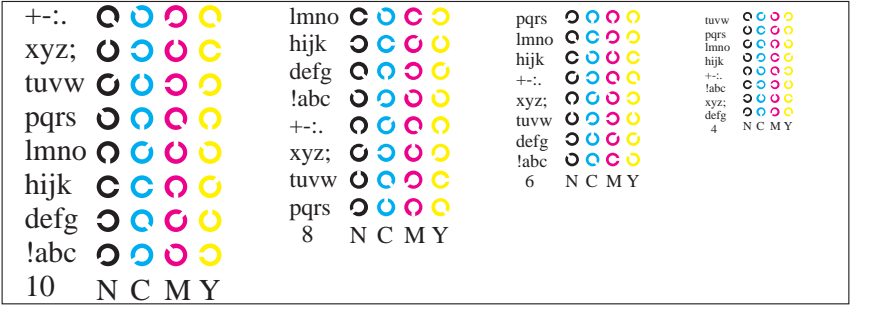 +-:.
xyz;
tuvw
pqrs
lmno
hijk
defg
!abc
10 N C M Y
lmno
hijk
defg
!abc
+-:.
xyz;
tuvw
pqrs
8 N C M Y
pqrs
lmno
hijk
+-:.
xyz;
tuvw
defg
!abc
6 N C M Y
tuvw
pqrs
lmno
hijk
+-:.
!abc
xyz;
defg
4 N C M Y